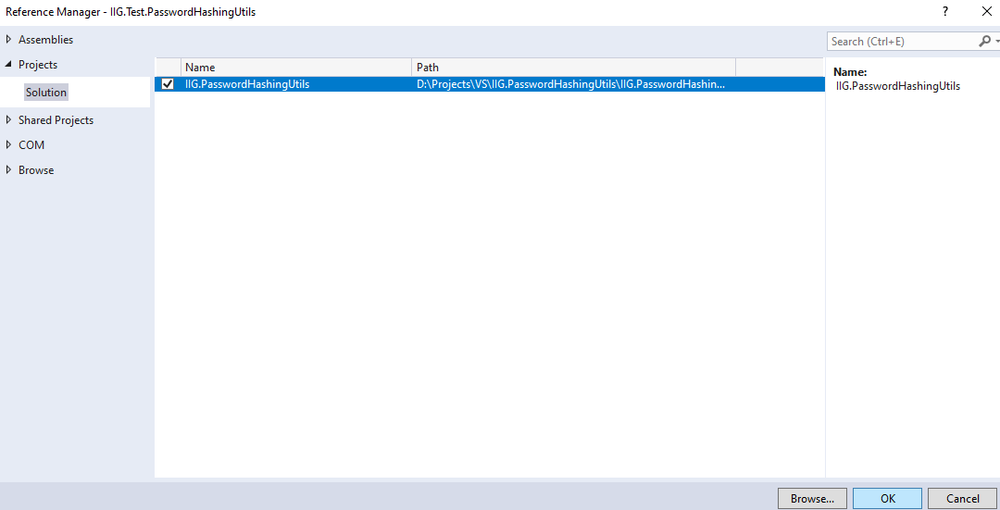 Reference Manager - IIG.Test.PasswordHashingUtils ?
Assemblies
Search (Ctrl+E)
Projects
Name Path
Name:
IIG.PasswordHashingUtils D:\Projects\VS\IIG.PasswordHashingUtils\IIG.PasswordHashin...
IIG.PasswordHashingUtils
Solution
Shared Projects
COM
Browse
Browse... OK Cancel